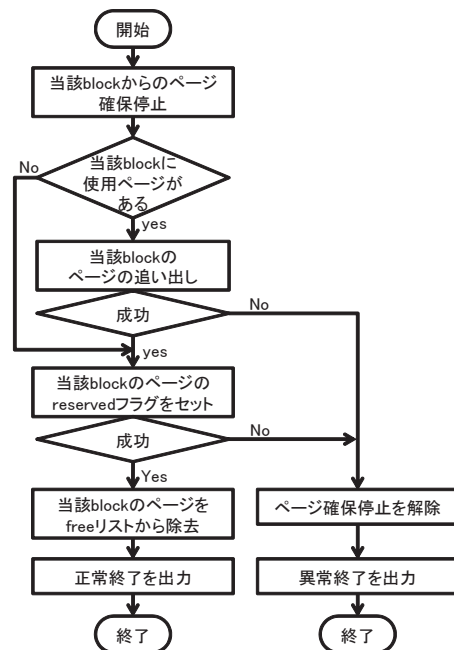 開始
当該blockからのページ
確保停止
No
当該blockに
使用ページが
ある
yes
当該blockの
ページの追い出し
成功
No
yes
当該blockのページの
reservedフラグをセット
成功
No
Yes
当該blockのページを
freeリストから除去
ページ確保停止を解除
正常終了を出力
異常終了を出力
終了
終了